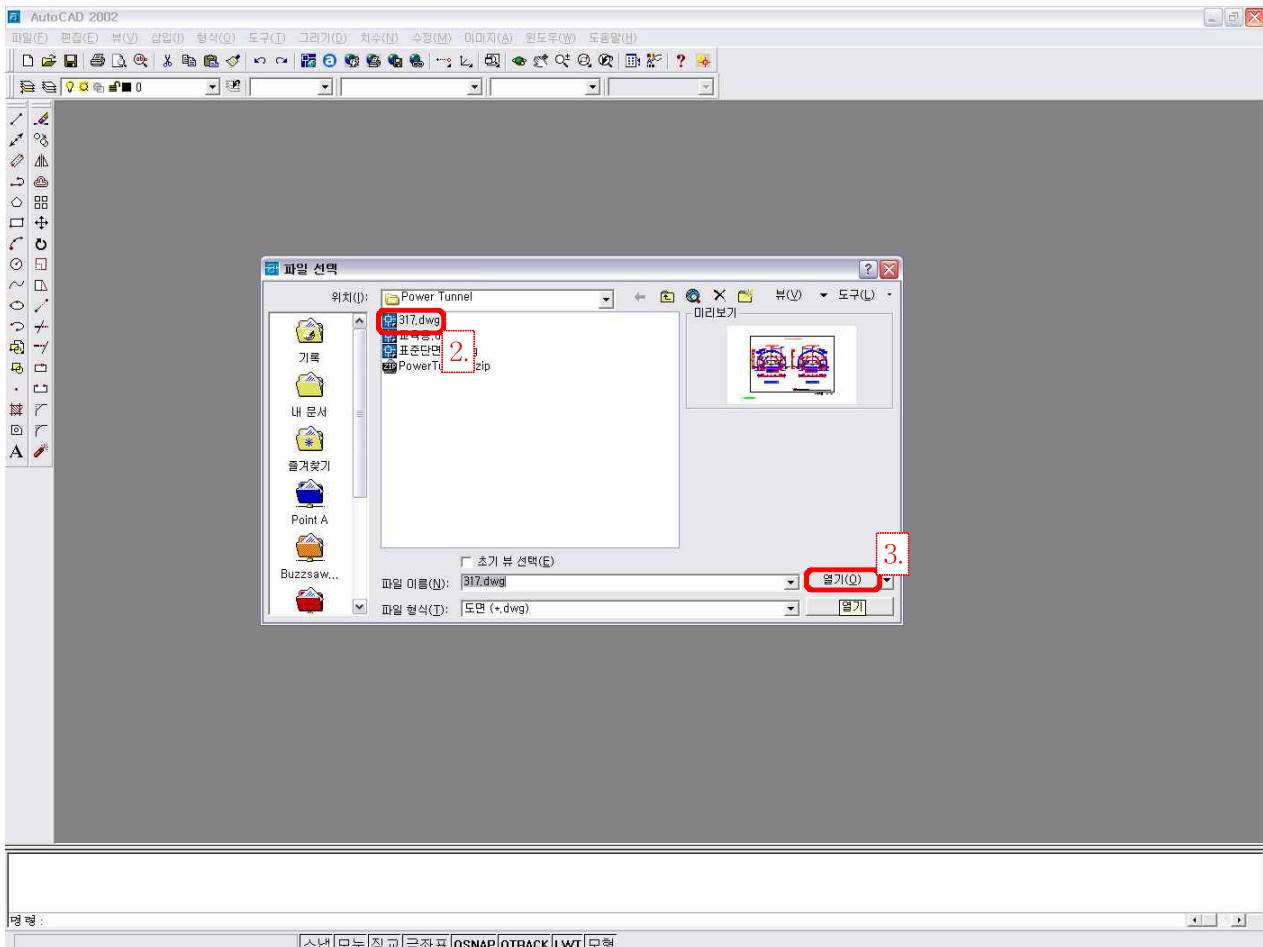 AutoCAD 2002
파일(F) 편집(E) 뷰(V) 삽입(I) 형식(O) 도구(T) 그리기(D) 치수(N) 수정(M) 이미지(A) 윈도우(W) 도움말(H)
0
파일 선택
위치(I): Power Tunnel 뷰(V) 도구(L)
317.dwg
2.
표준단면
PowerTu zip
미리보기
기록
내 문서
즐겨찾기
Point A
Buzzsaw...
초기 뷰 선택(E)
3.
파일 이름(N): 317.dwg 열기(O)
파일 형식(T): 도면 (*.dwg) 열기
명령:
스냅 모눈 직교 극좌표 OSNAP OTRACK LWT 모형